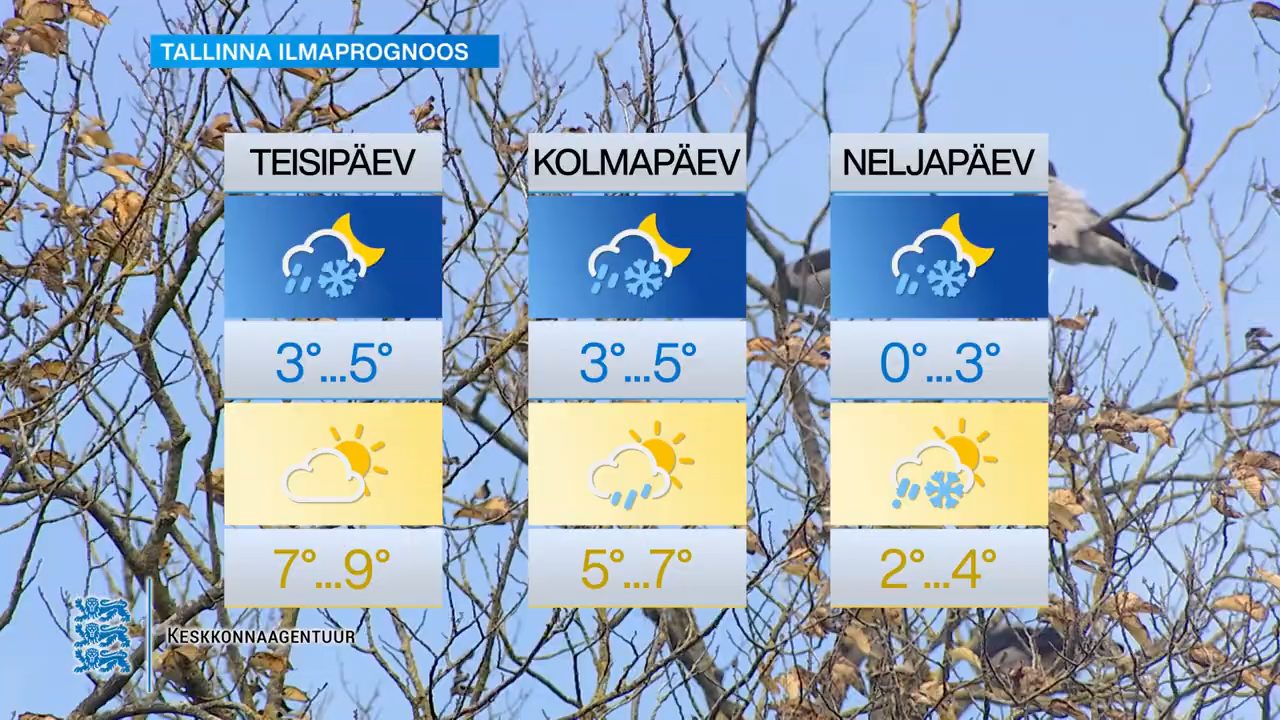 TALLINNA ILMAPROGNOOS
TEISIPÄEV
3°...5°
7°...9°
KOLMAPÄEV
3°...5°
5°...7°
NELJAPÄEV
0°...3°
2°...4°
KESKKONNAAGENTUUR